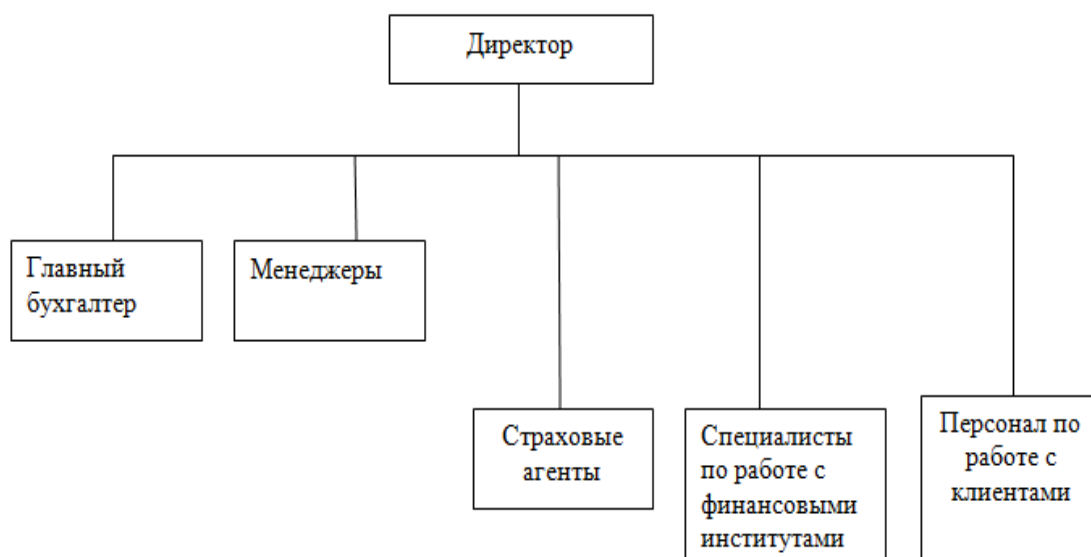 Директор
Главный
бухгалтер
Менеджеры
Страховые
агенты
Специалисты
по работе с
финансовыми
институтами
Персонал по
работе с
клиентами